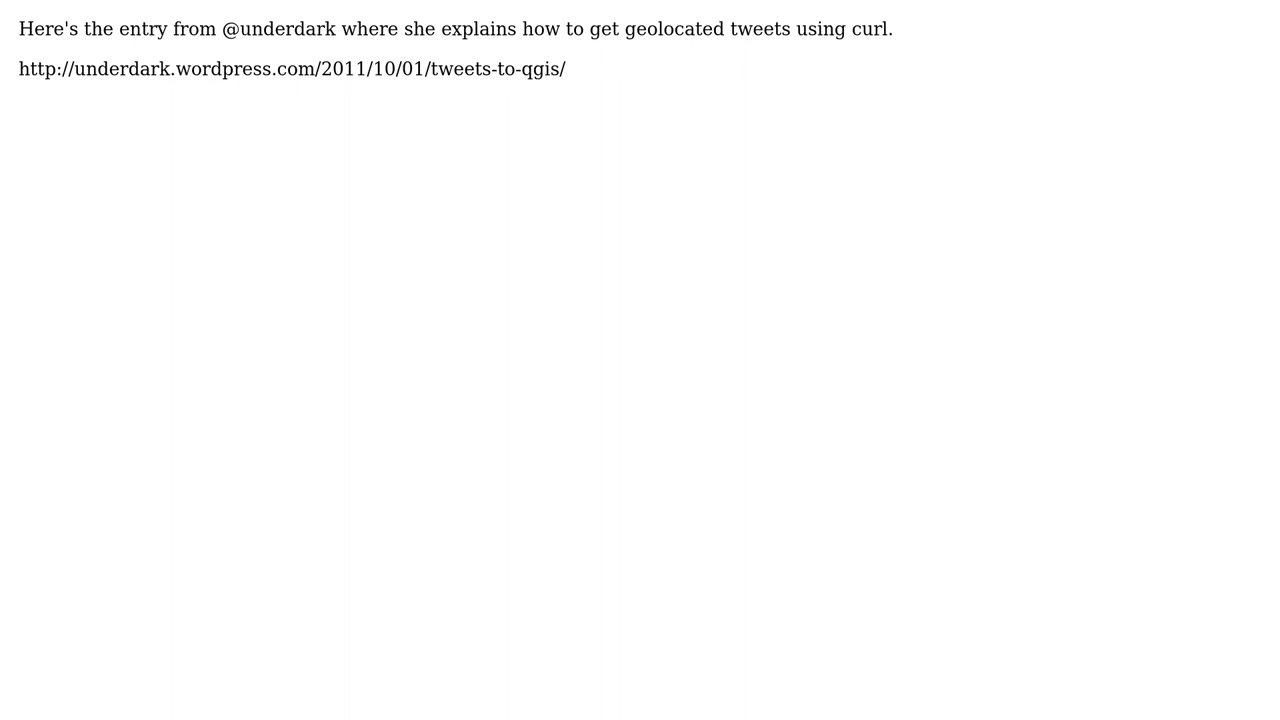 Here's the entry from @underdark where she explains how to get geolocated tweets using curl.
http://underdark.wordpress.com/2011/10/01/tweets-to-qgis/